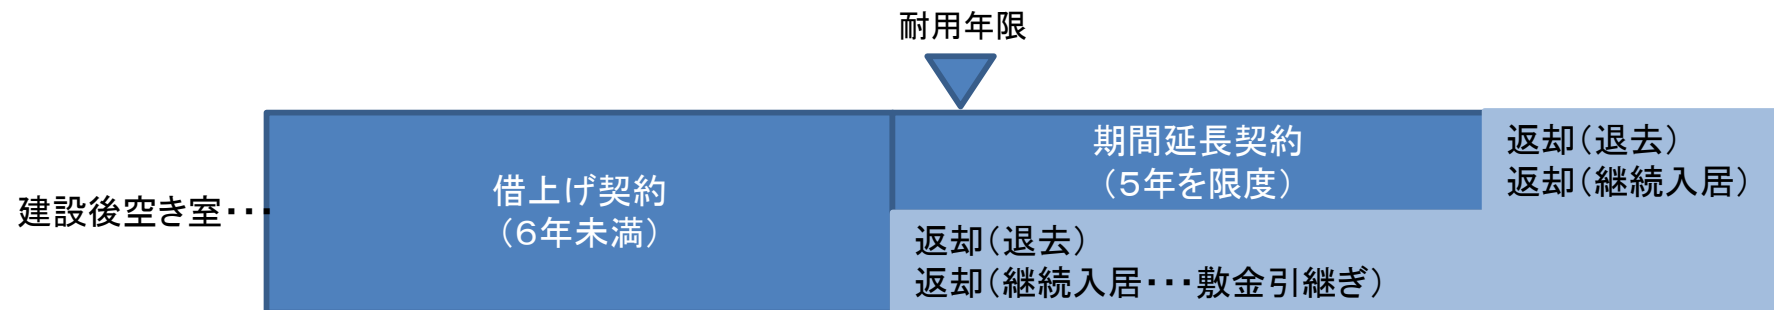 耐用年限
建設後空き室・・・
借上げ契約
（６年未満）
期間延長契約
（５年を限度）
返却（退去）
返却（継続入居）
返却（退去）
返却（継続入居・・・敷金引継ぎ）